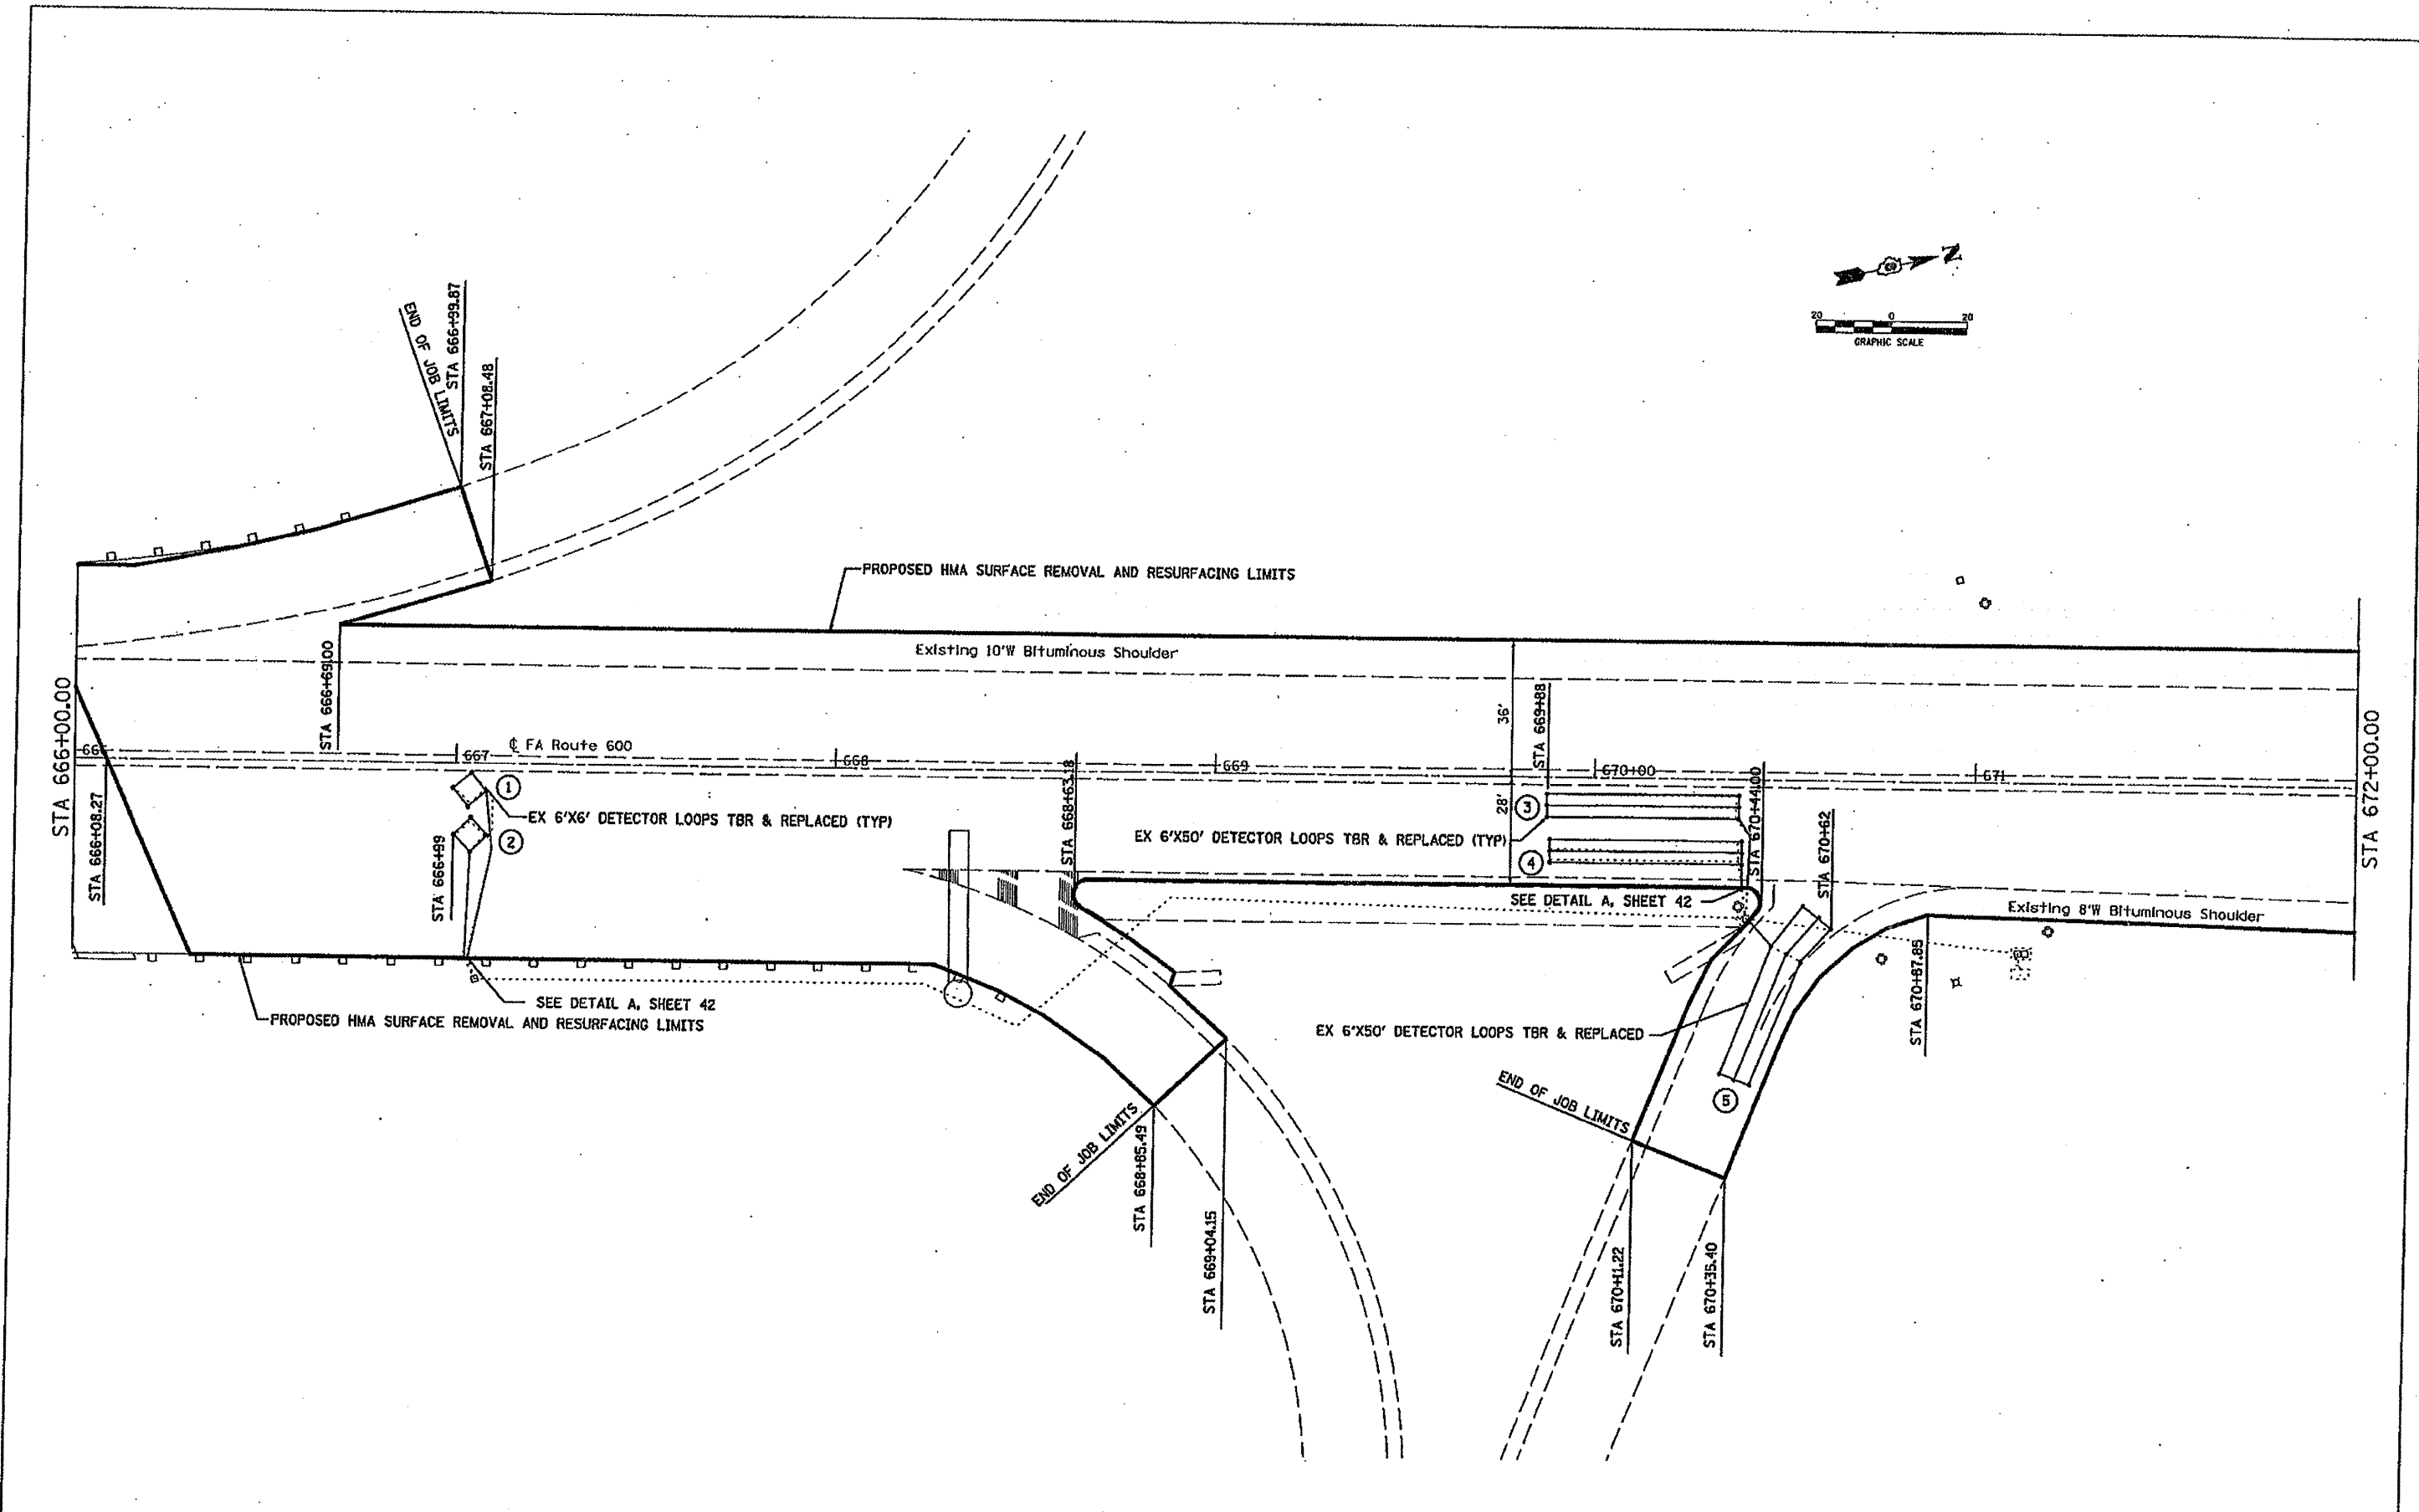 N
20 0 20
GRAPHIC SCALE
END OF JOB LIMITS
STA 666+99.87
STA 667+08.48
PROPOSED HMA SURFACE REMOVAL AND RESURFACING LIMITS
Existing 10'W Bituminous Shoulder
STA 666+00.00
STA 666+69.00
STA 666+08.27
666
667
℄ FA Route 600
668
669
670+00
671
36'
28'
STA 669+88
STA 668+63.18
STA 670+44.00
STA 670+62
STA 672+00.00
1
EX 6'X6' DETECTOR LOOPS TBR & REPLACED (TYP)
2
STA 666+99
3
EX 6'X50' DETECTOR LOOPS TBR & REPLACED (TYP)
4
SEE DETAIL A, SHEET 42
Existing 8'W Bituminous Shoulder
STA 670+87.85
SEE DETAIL A, SHEET 42
PROPOSED HMA SURFACE REMOVAL AND RESURFACING LIMITS
EX 6'X50' DETECTOR LOOPS TBR & REPLACED
5
END OF JOB LIMITS
END OF JOB LIMITS
STA 668+85.49
STA 669+04.15
STA 670+11.22
STA 670+35.40